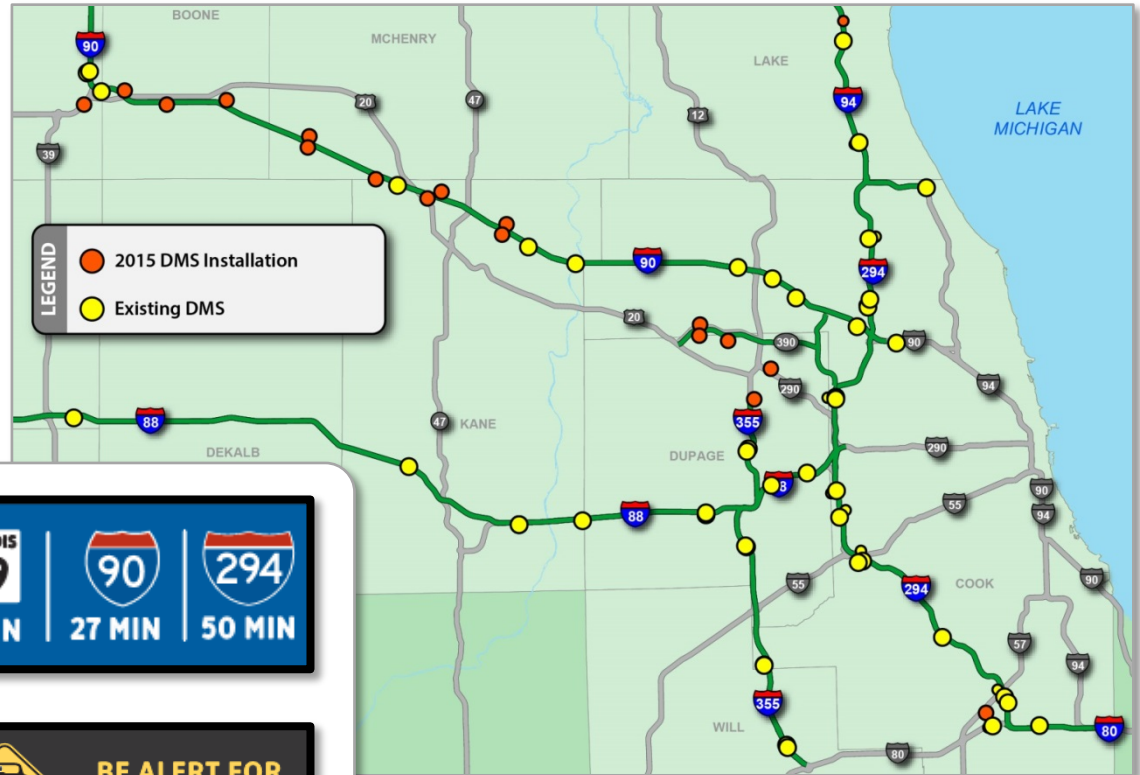 BOONE
MCHENRY
LAKE
LAKE
MICHIGAN
90
20
47
12
94
39
LEGEND
2015 DMS Installation
Existing DMS
90
294
20
390
90
94
290
355
88
47
KANE
DEKALB
DUPAGE
290
88
55
90
94
55
294
COOK
90
57
94
355
WILL
80
80
90
294
27 MIN
50 MIN
BE ALERT FOR